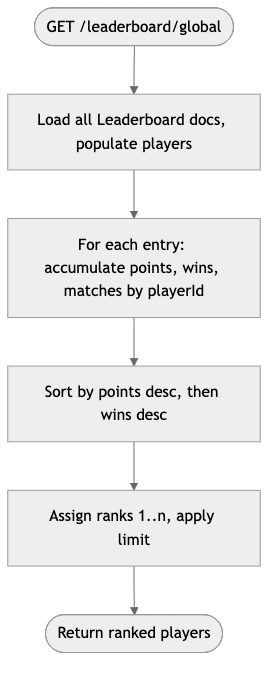 GET /leaderboard/global
Load all Leaderboard docs,
populate players
For each entry:
accumulate points, wins,
matches by playerId
Sort by points desc, then
wins desc
Assign ranks 1..n, apply
limit
Return ranked players